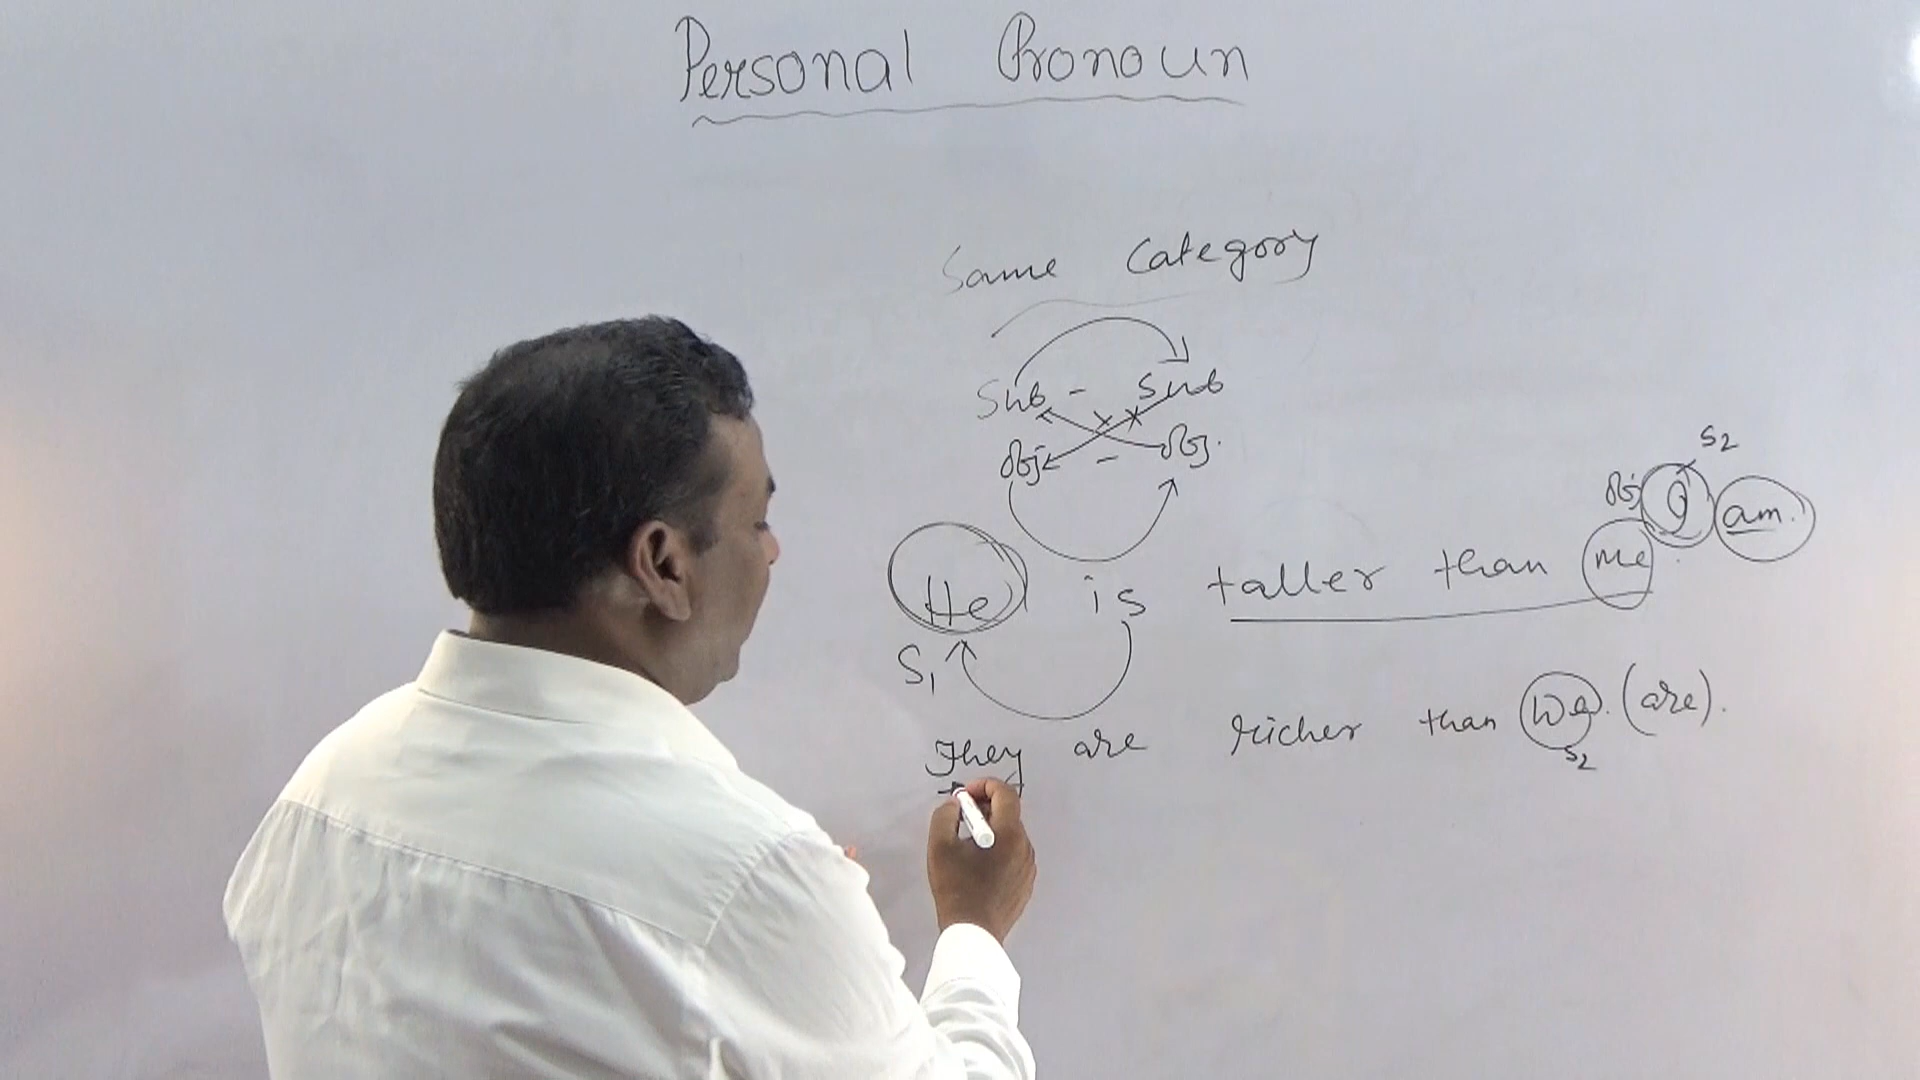 Personal Pronoun
Same Category
Sub - Sub
Obj - Obj.
S2
Obj I am.
He is taller than me
S1
They are richer than We. (are).
S2